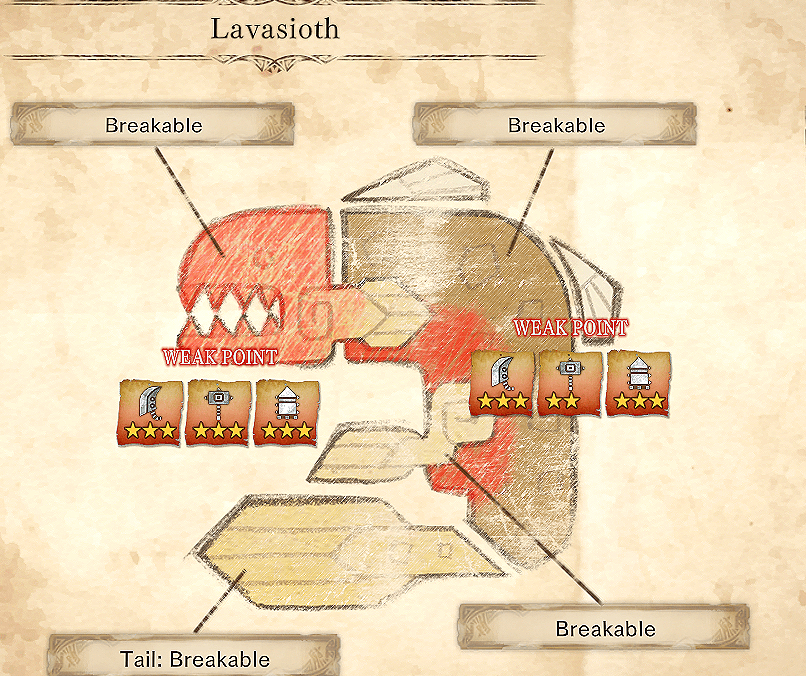 Lavasioth
Breakable
Breakable
WEAK POINT
WEAK POINT
Breakable
Tail: Breakable